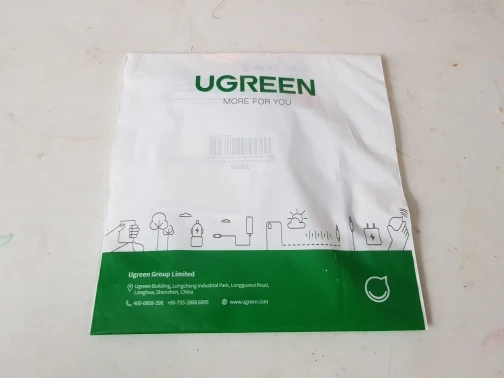 UGREEN
MORE FOR YOU
Ugreen Group Limited
Ugreen Building, Longcheng Industrial Park, Longguanxi Road,
Longhua, Shenzhen, China
www.ugreen.com